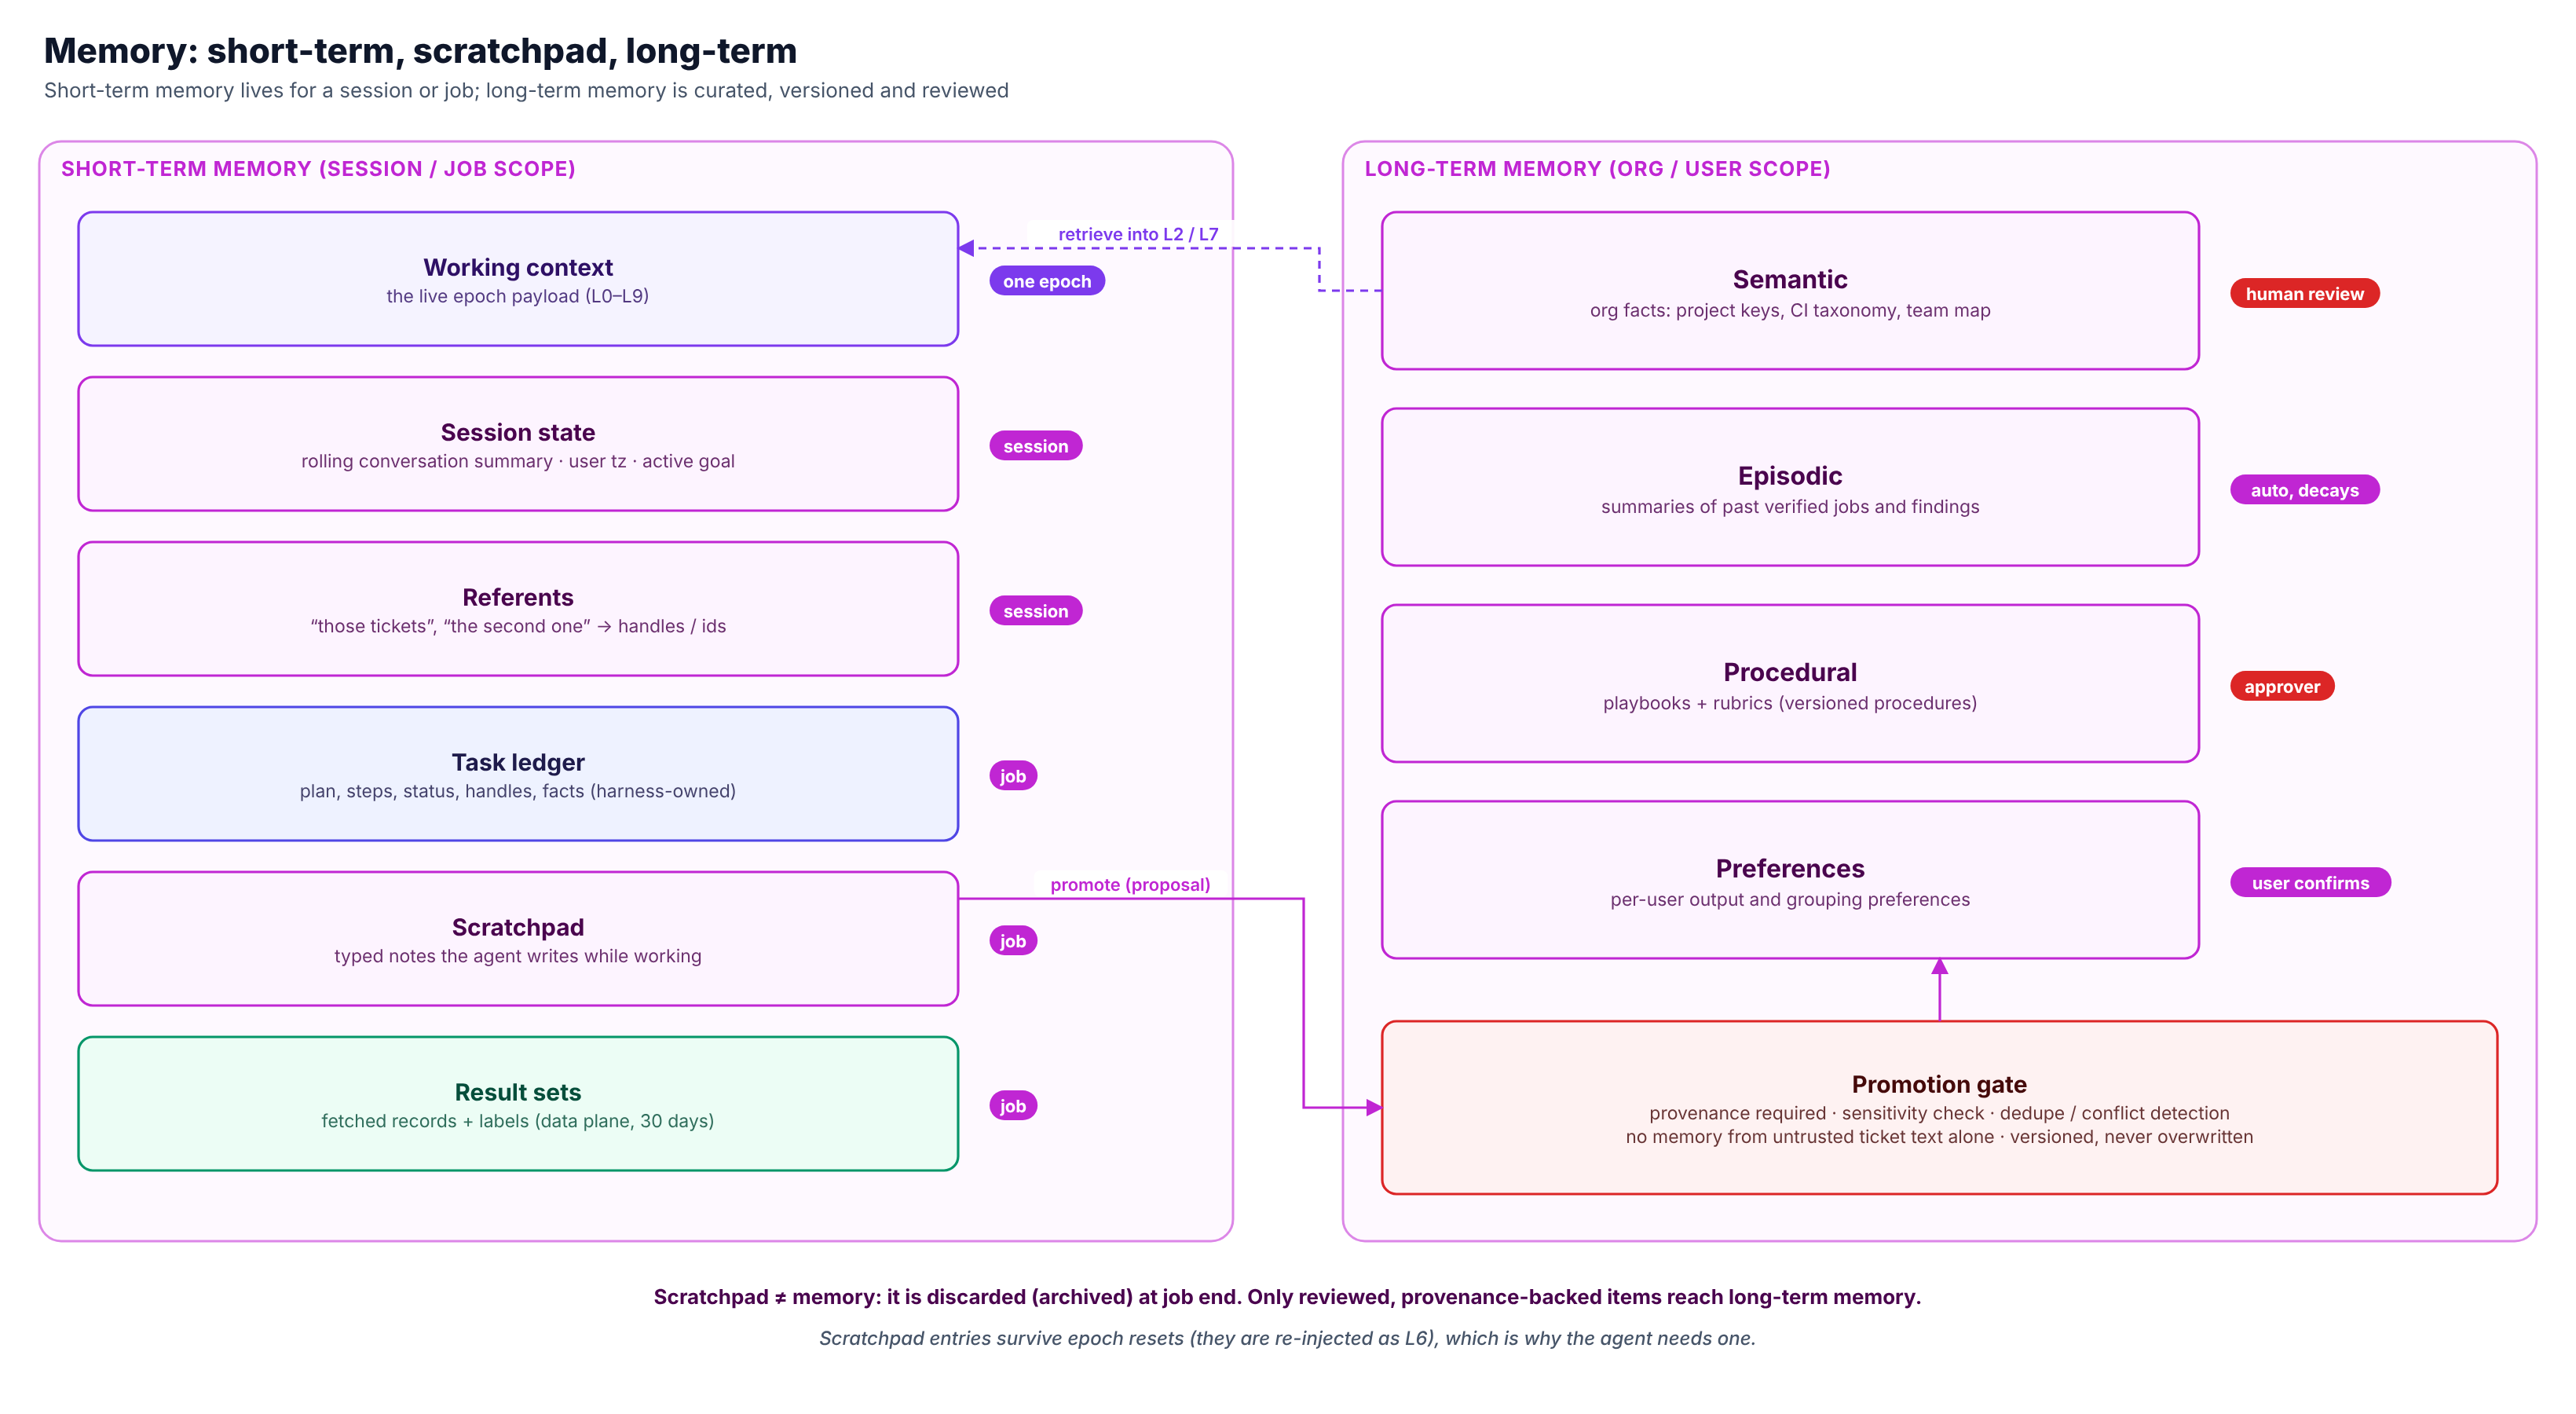 Memory: short-term, scratchpad, long-term
Short-term memory lives for a session or job; long-term memory is curated, versioned and reviewed
SHORT-TERM MEMORY (SESSION / JOB SCOPE)
Working context
the live epoch payload (L0–L9)
one epoch
retrieve into L2 / L7
Session state
rolling conversation summary · user tz · active goal
session
Referents
“those tickets”, “the second one” → handles / ids
session
Task ledger
plan, steps, status, handles, facts (harness-owned)
job
promote (proposal)
Scratchpad
typed notes the agent writes while working
job
Result sets
fetched records + labels (data plane, 30 days)
job
LONG-TERM MEMORY (ORG / USER SCOPE)
Semantic
org facts: project keys, CI taxonomy, team map
human review
Episodic
summaries of past verified jobs and findings
auto, decays
Procedural
playbooks + rubrics (versioned procedures)
approver
Preferences
per-user output and grouping preferences
user confirms
Promotion gate
provenance required · sensitivity check · dedupe / conflict detection
no memory from untrusted ticket text alone · versioned, never overwritten
Scratchpad ≠ memory: it is discarded (archived) at job end. Only reviewed, provenance-backed items reach long-term memory.
Scratchpad entries survive epoch resets (they are re-injected as L6), which is why the agent needs one.